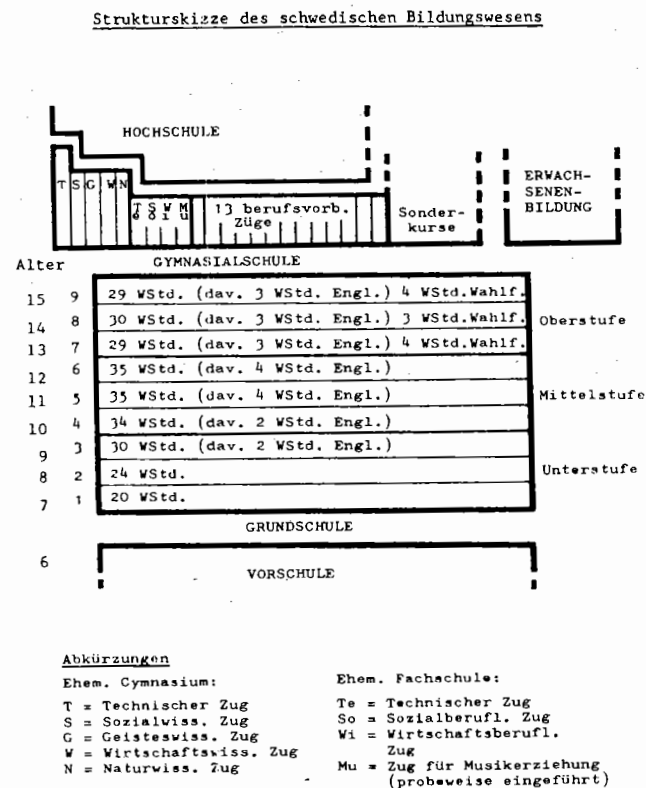 Strukturskizze des schwedischen Bildungswesens
HOCHSCHULE
T S G W N
Te So Wi Mu
13 berufsvorb.
Züge
Sonder-
kurse
ERWACH-
SENEN-
BILDUNG
Alter
GYMNASIALSCHULE
15 9 29 WStd. (dav. 3 WStd. Engl.) 4 WStd.Wahlf.
14 8 30 WStd. (dav. 3 WStd. Engl.) 3 WStd.Wahlf. Oberstufe
13 7 29 WStd. (dav. 3 WStd. Engl.) 4 WStd.Wahlf.
12 6 35 WStd. (dav. 4 WStd. Engl.)
11 5 35 WStd. (dav. 4 WStd. Engl.) Mittelstufe
10 4 34 WStd. (dav. 2 WStd. Engl.)
9 3 30 WStd. (dav. 2 WStd. Engl.)
8 2 24 WStd. Unterstufe
7 1 20 WStd.
GRUNDSCHULE
6
VORSCHULE
Abkürzungen
Ehem. Cymnasium:
T = Technischer Zug
S = Sozialwiss. Zug
G = Geisteswiss. Zug
W = Wirtschaftswiss. Zug
N = Naturwiss. Zug
Ehem. Fachschule:
Te = Technischer Zug
So = Sozialberufl. Zug
Wi = Wirtschaftsberufl.
Zug
Mu = Zug für Musikerziehung
(probeweise eingeführt)